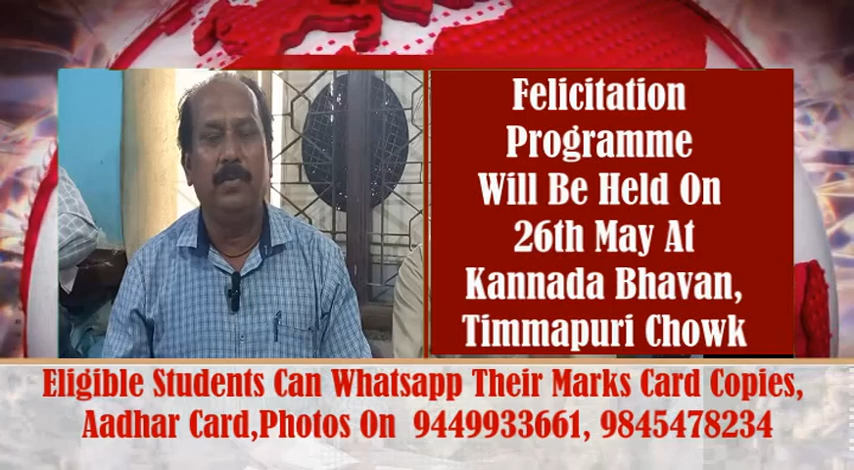 Felicitation
Programme
Will Be Held On
26th May At
Kannada Bhavan,
Timmapuri Chowk
Eligible Students Can Whatsapp Their Marks Card Copies,
Aadhar Card,Photos On 9449933661, 9845478234